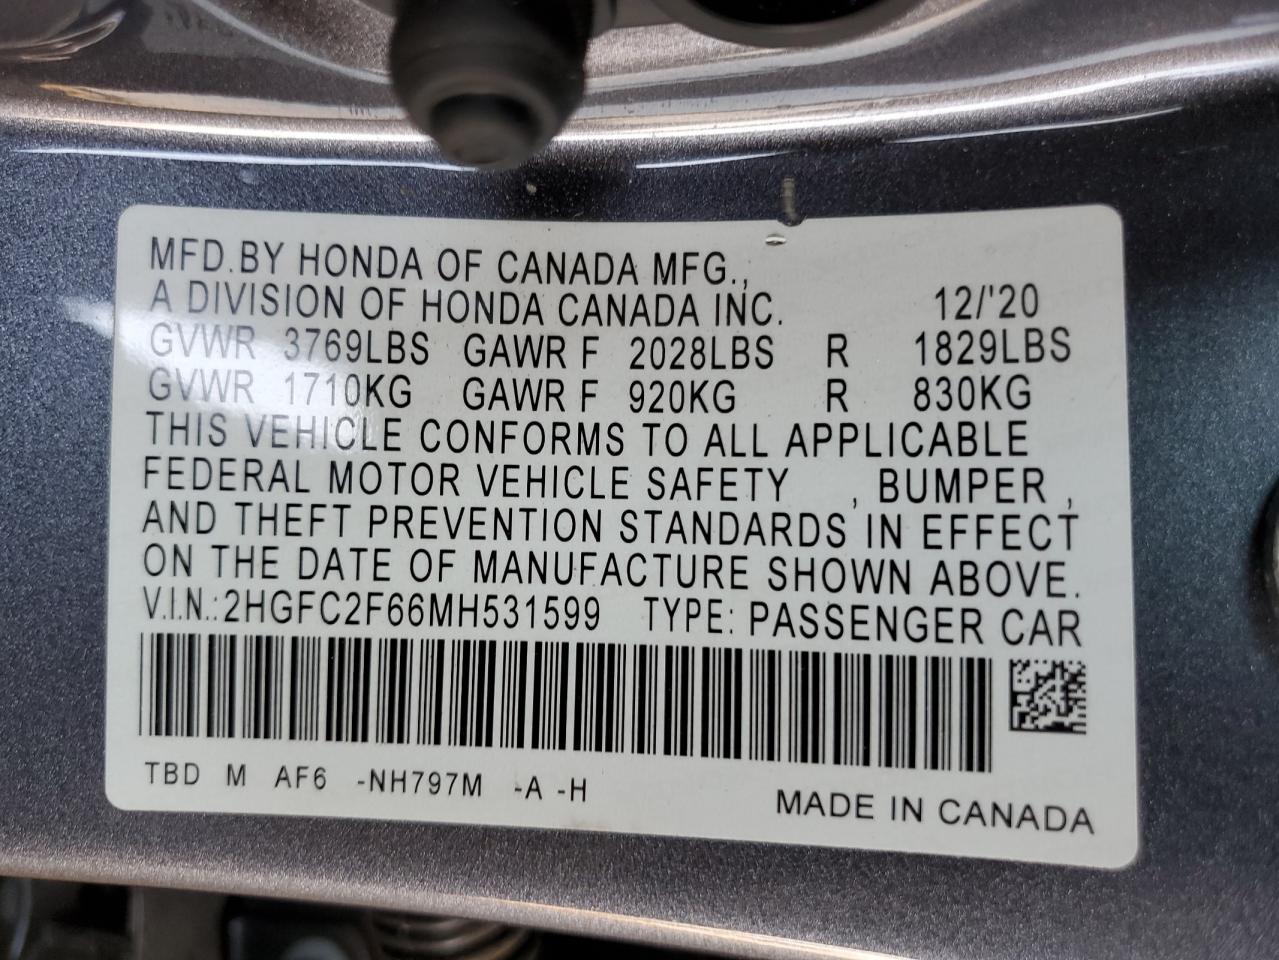 MFD.BY HONDA OF CANADA MFG.,
A DIVISION OF HONDA CANADA INC. 12/'20
GVWR 3769LBS GAWR F 2028LBS R 1829LBS
GVWR 1710KG GAWR F 920KG R 830KG
THIS VEHICLE CONFORMS TO ALL APPLICABLE
FEDERAL MOTOR VEHICLE SAFETY , BUMPER ,
AND THEFT PREVENTION STANDARDS IN EFFECT
ON THE DATE OF MANUFACTURE SHOWN ABOVE.
V.I.N.:2HGFC2F66MH531599 TYPE: PASSENGER CAR
TBD M AF6 -NH797M -A -H
MADE IN CANADA